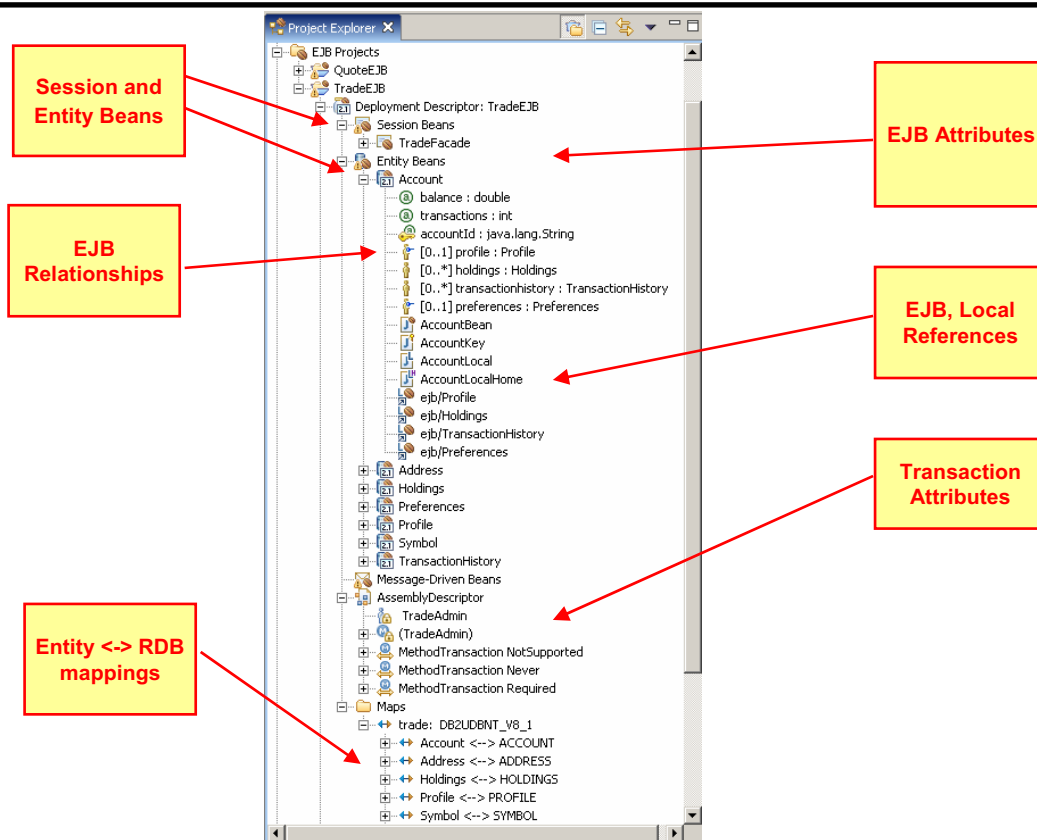 Project Explorer
EJB Projects
QuoteEJB
TradeEJB
Deployment Descriptor: TradeEJB
Session Beans
TradeFacade
Entity Beans
Account
balance : double
transactions : int
accountId : java.lang.String
[0..1] profile : Profile
[0..*] holdings : Holdings
[0..*] transactionhistory : TransactionHistory
[0..1] preferences : Preferences
AccountBean
AccountKey
AccountLocal
AccountLocalHome
ejb/Profile
ejb/Holdings
ejb/TransactionHistory
ejb/Preferences
Address
Holdings
Preferences
Profile
Symbol
TransactionHistory
Message-Driven Beans
AssemblyDescriptor
TradeAdmin
(TradeAdmin)
MethodTransaction NotSupported
MethodTransaction Never
MethodTransaction Required
Maps
trade: DB2UDBNT_V8_1
Account <--> ACCOUNT
Address <--> ADDRESS
Holdings <--> HOLDINGS
Profile <--> PROFILE
Symbol <--> SYMBOL
Session and
Entity Beans
EJB
Relationships
Entity <-> RDB
mappings
EJB Attributes
EJB, Local
References
Transaction
Attributes